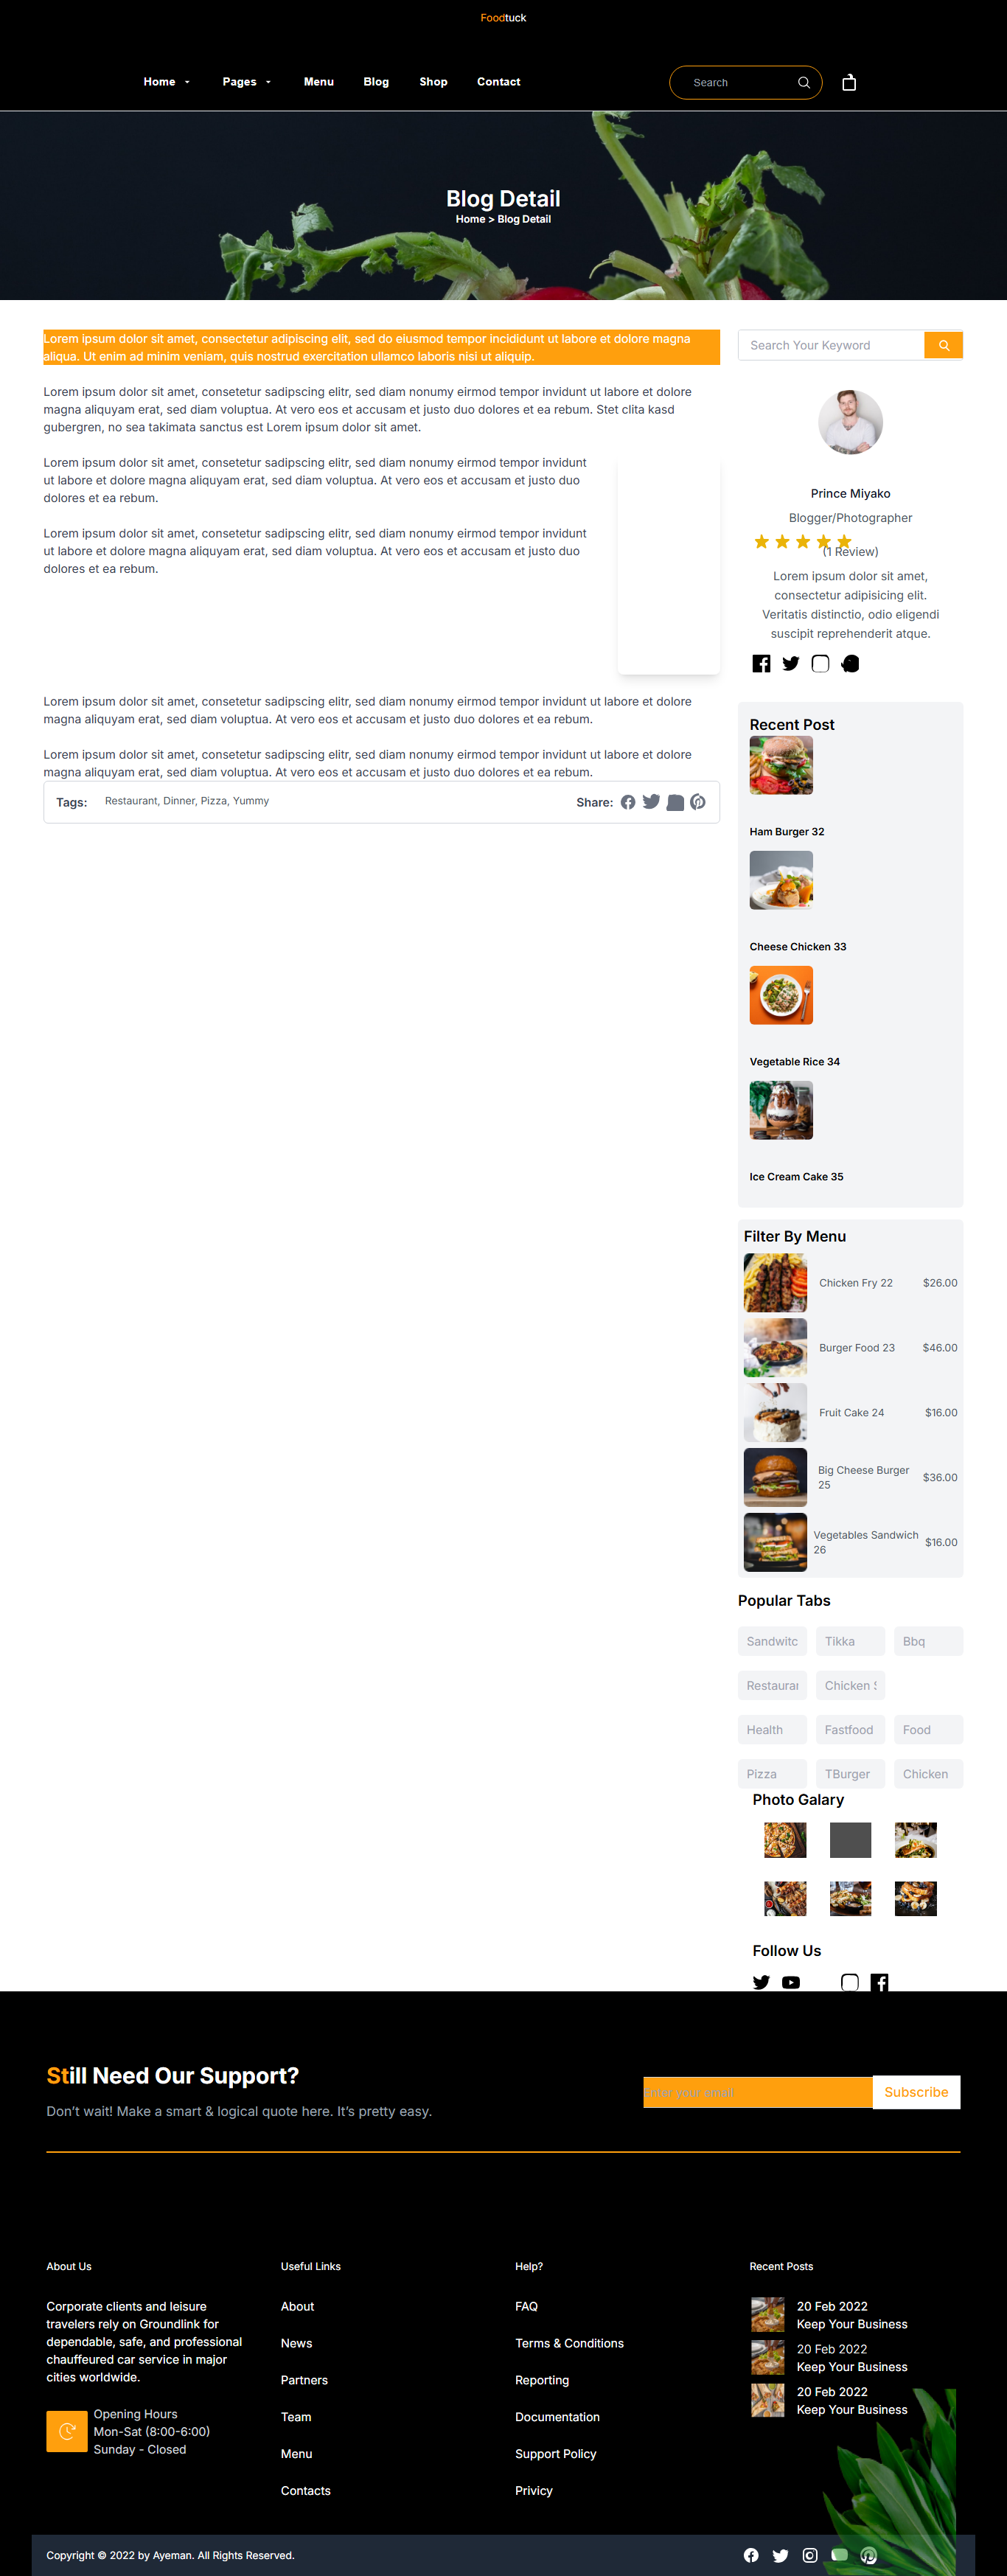 Foodtuck
Home Pages Menu Blog Shop Contact Search
Blog Detail
Home > Blog Detail
Lorem ipsum dolor sit amet, consectetur adipiscing elit, sed do eiusmod tempor incididunt ut labore et dolore magna
aliqua. Ut enim ad minim veniam, quis nostrud exercitation ullamco laboris nisi ut aliquip.
Lorem ipsum dolor sit amet, consetetur sadipscing elitr, sed diam nonumy eirmod tempor invidunt ut labore et dolore
magna aliquyam erat, sed diam voluptua. At vero eos et accusam et justo duo dolores et ea rebum. Stet clita kasd
gubergren, no sea takimata sanctus est Lorem ipsum dolor sit amet.
Lorem ipsum dolor sit amet, consetetur sadipscing elitr, sed diam nonumy eirmod tempor invidunt
ut labore et dolore magna aliquyam erat, sed diam voluptua. At vero eos et accusam et justo duo
dolores et ea rebum.
Lorem ipsum dolor sit amet, consetetur sadipscing elitr, sed diam nonumy eirmod tempor invidunt
ut labore et dolore magna aliquyam erat, sed diam voluptua. At vero eos et accusam et justo duo
dolores et ea rebum.
Lorem ipsum dolor sit amet, consetetur sadipscing elitr, sed diam nonumy eirmod tempor invidunt ut labore et dolore
magna aliquyam erat, sed diam voluptua. At vero eos et accusam et justo duo dolores et ea rebum.
Lorem ipsum dolor sit amet, consetetur sadipscing elitr, sed diam nonumy eirmod tempor invidunt ut labore et dolore
magna aliquyam erat, sed diam voluptua. At vero eos et accusam et justo duo dolores et ea rebum.
Tags: Restaurant, Dinner, Pizza, Yummy Share:
Search Your Keyword
Prince Miyako
Blogger/Photographer
(1 Review)
Lorem ipsum dolor sit amet,
consectetur adipisicing elit.
Veritatis distinctio, odio eligendi
suscipit reprehenderit atque.
Recent Post
Ham Burger 32
Cheese Chicken 33
Vegetable Rice 34
Ice Cream Cake 35
Filter By Menu
Chicken Fry 22 $26.00
Burger Food 23 $46.00
Fruit Cake 24 $16.00
Big Cheese Burger
25 $36.00
Vegetables Sandwich
26 $16.00
Popular Tabs
Sandwitc Tikka Bbq
Restauran Chicken S
Health Fastfood Food
Pizza TBurger Chicken
Photo Galary
Follow Us
Still Need Our Support?
Don't wait! Make a smart & logical quote here. It's pretty easy.
Enter your email Subscribe
About Us
Corporate clients and leisure
travelers rely on Groundlink for
dependable, safe, and professional
chauffeured car service in major
cities worldwide.
Opening Hours
Mon-Sat (8:00-6:00)
Sunday - Closed
Useful Links
About
News
Partners
Team
Menu
Contacts
Help?
FAQ
Terms & Conditions
Reporting
Documentation
Support Policy
Privicy
Recent Posts
20 Feb 2022
Keep Your Business
20 Feb 2022
Keep Your Business
20 Feb 2022
Keep Your Business
Copyright © 2022 by Ayeman. All Rights Reserved.